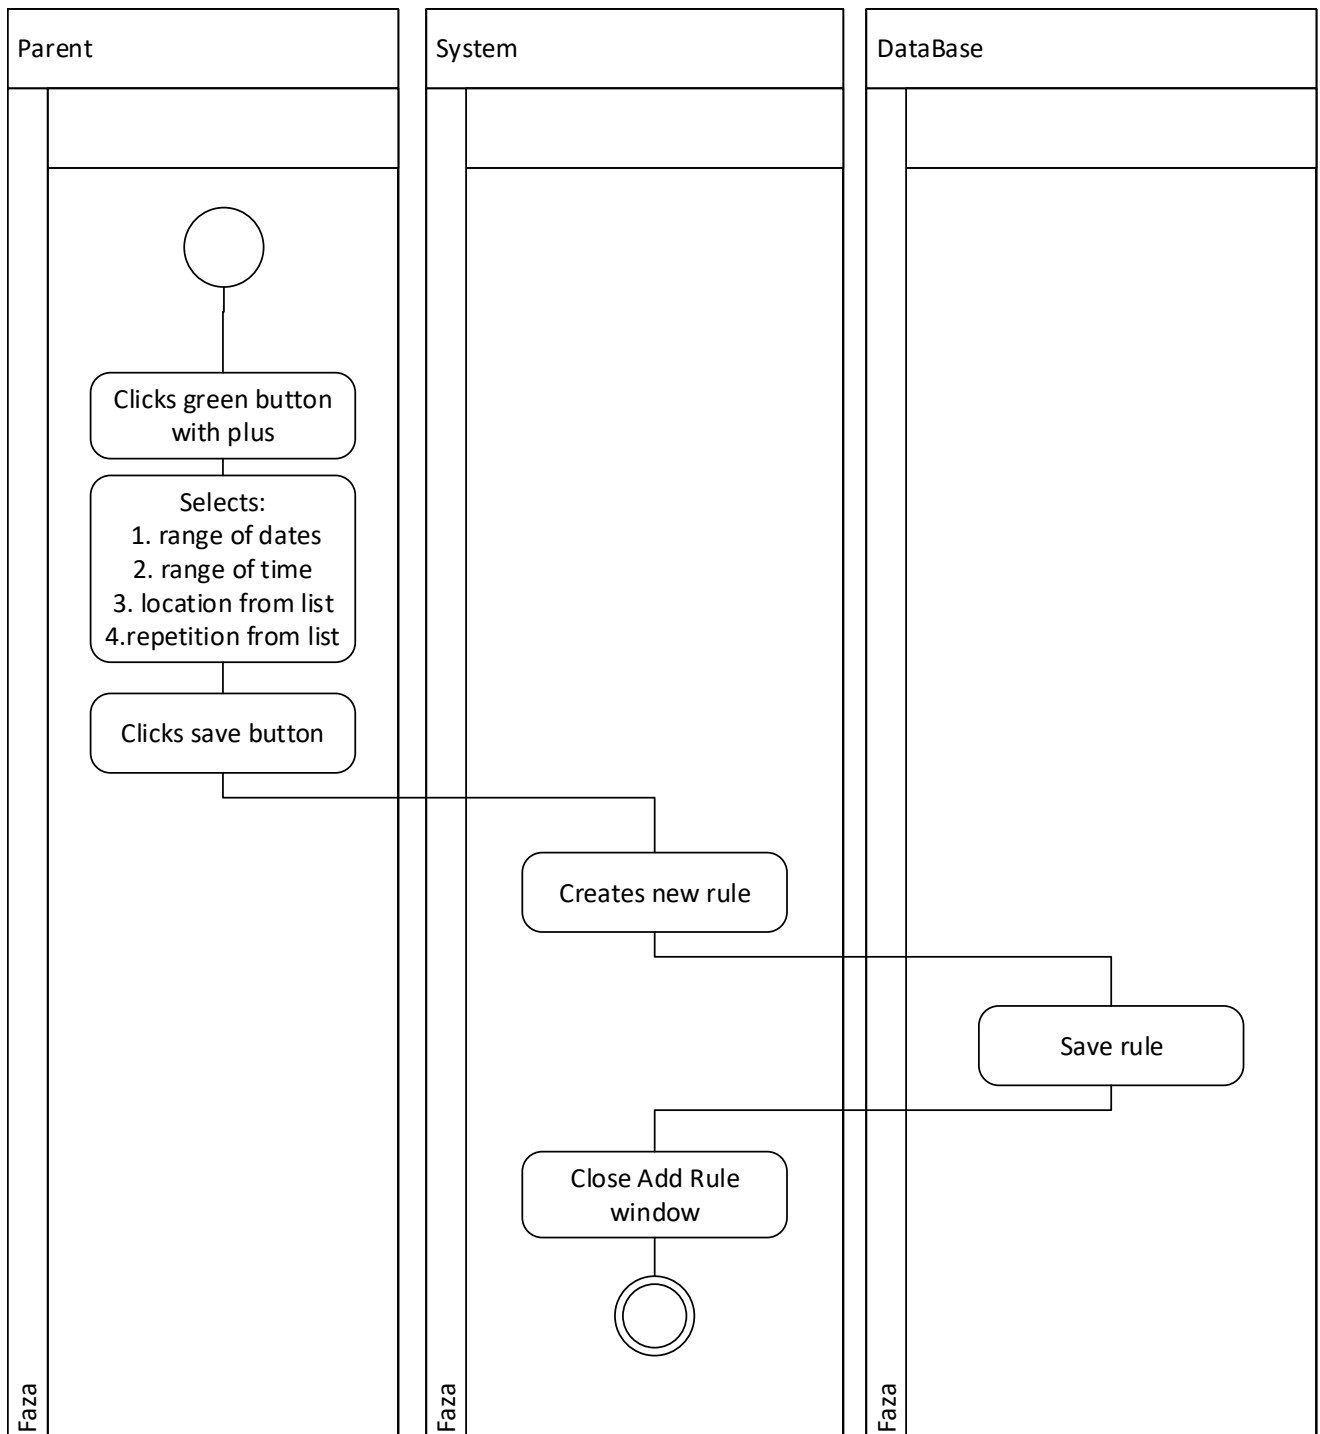 Parent
System
DataBase
Clicks green button
with plus
Selects:
1. range of dates
2. range of time
3. location from list
4.repetition from list
Clicks save button
Creates new rule
Save rule
Close Add Rule
window
Faza
Faza
Faza